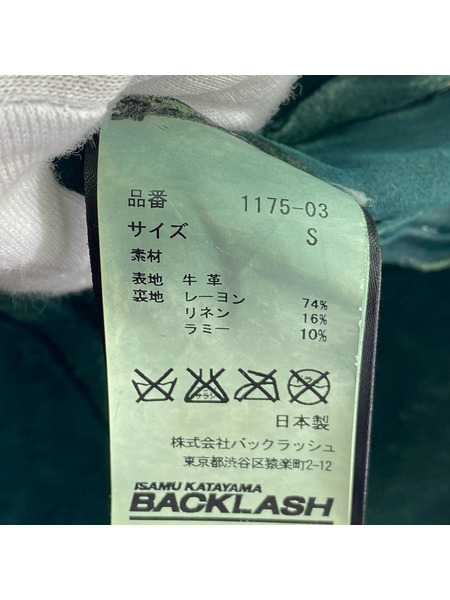 品番 1175-03
サイズ S
素材
表地 牛革
裏地 レーヨン 74%
リネン 16%
ラミー 10%
日本製
株式会社バックラッシュ
東京都渋谷区猿楽町2-12
ISAMU KATAYAMA
BACKLASH